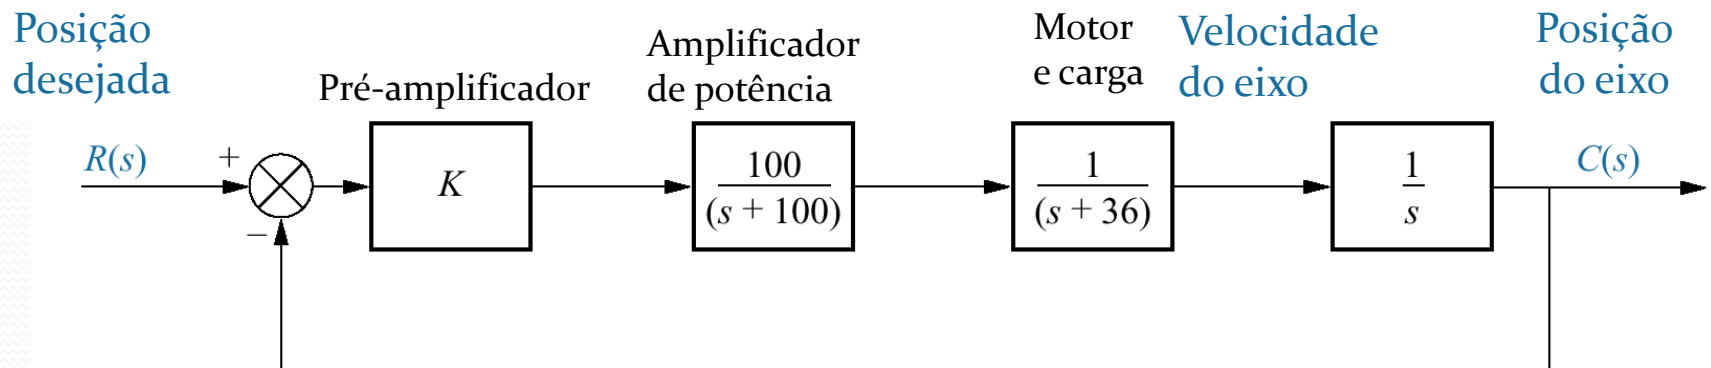 Posição
desejada
Pré-amplificador
Amplificador
de potência
Motor
e carga
Velocidade
do eixo
Posição
do eixo
R(s)
+
−
K
100
(s + 100)
1
(s + 36)
1
s
C(s)